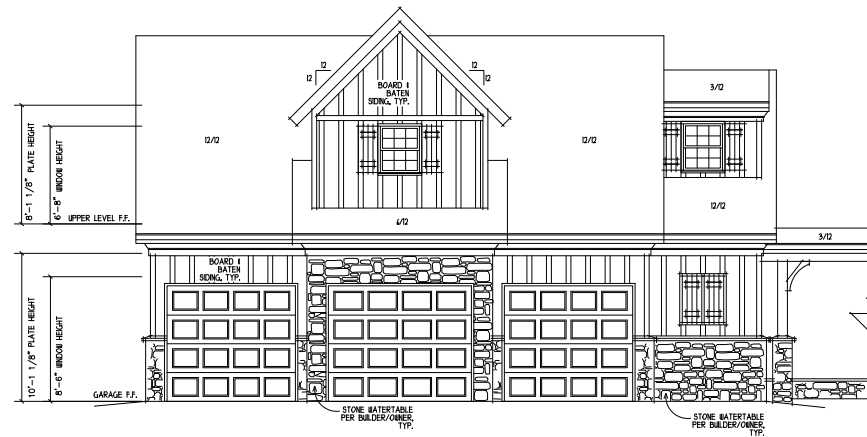 12
12
12
12
BOARD &
BATEN
SIDING, TYP.
3/12
12/12
12/12
8'-1 1/8" PLATE HEIGHT
6'-8" WINDOW HEIGHT
UPPER LEVEL F.F.
6/12
12/12
3/12
BOARD &
BATEN
SIDING, TYP.
10'-1 1/8" PLATE HEIGHT
8'-6" WINDOW HEIGHT
GARAGE F.F.
STONE WATERTABLE
PER BUILDER/OWNER,
TYP.
STONE WATERTABLE
PER BUILDER/OWNER,
TYP.